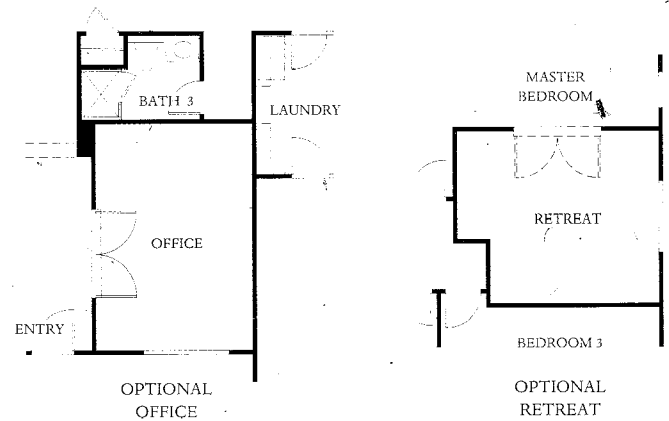 BATH 3
LAUNDRY
OFFICE
ENTRY
OPTIONAL
OFFICE
MASTER
BEDROOM
RETREAT
BEDROOM 3
OPTIONAL
RETREAT